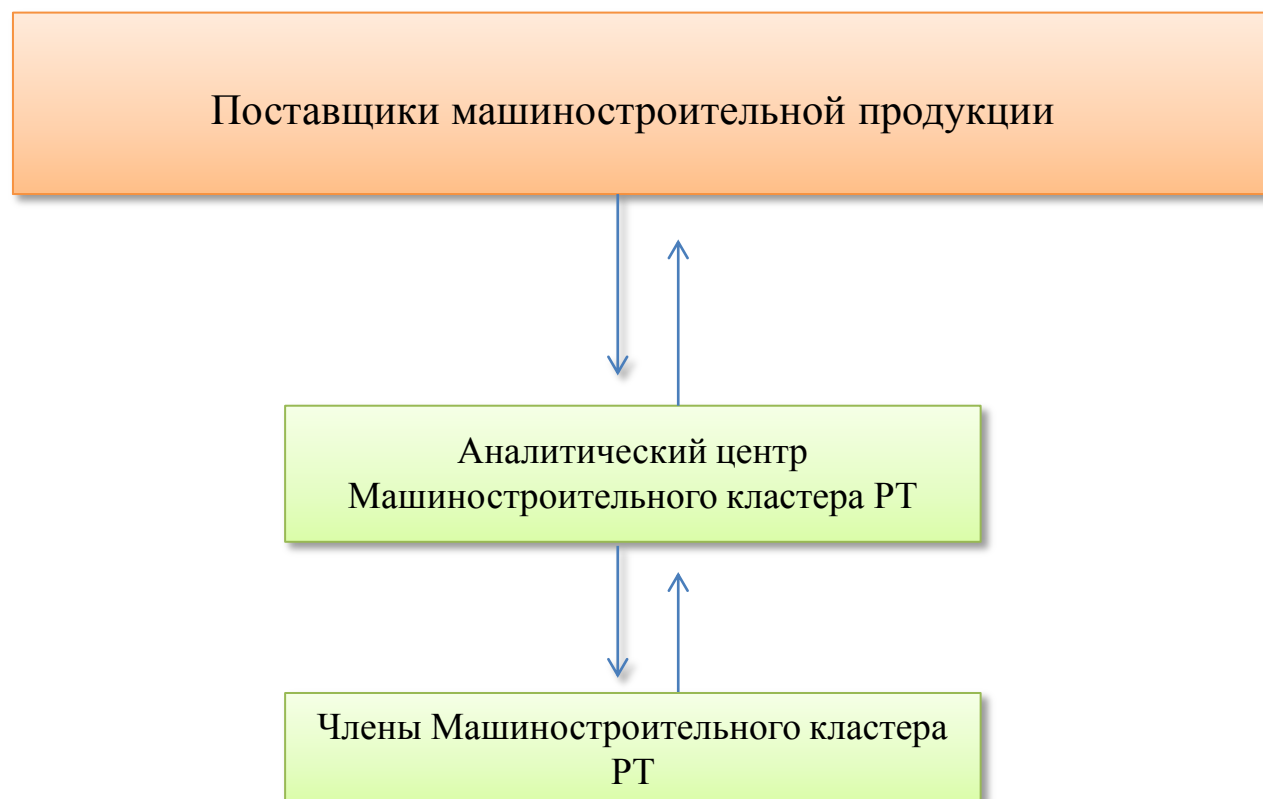 Поставщики машиностроительной продукции
Аналитический центр
Машиностроительного кластера РТ
Члены Машиностроительного кластера
РТ